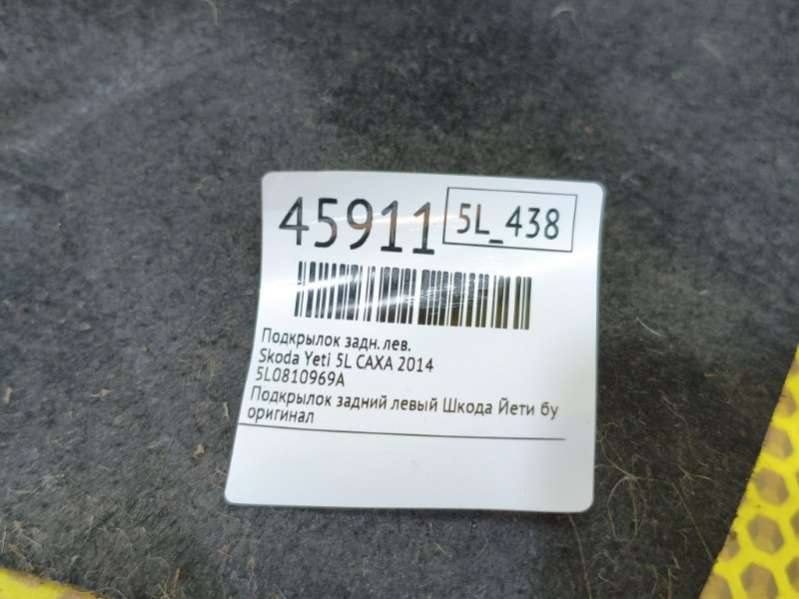 45911 5L_438
Подкрылок задн. лев.
Skoda Yeti 5L CAXA 2014
5L0810969A
Подкрылок задний левый Шкода Йети бу
оригинал